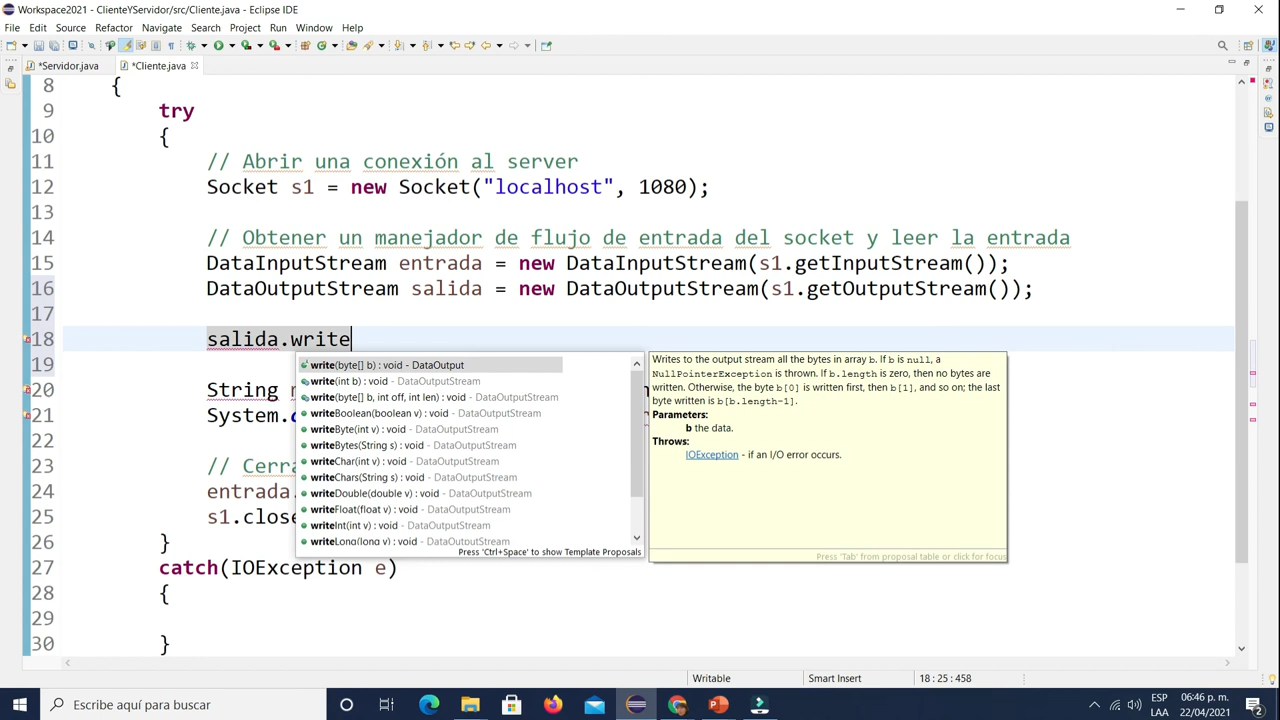 Workspace2021 - ClienteYServidor/src/Cliente.java - Eclipse IDE
File Edit Source Refactor Navigate Search Project Run Window Help
*Servidor.java *Cliente.java
8 {
9 try
10 {
11 // Abrir una conexión al server
12 Socket s1 = new Socket("localhost", 1080);
13
14 // Obtener un manejador de flujo de entrada del socket y leer la entrada
15 DataInputStream entrada = new DataInputStream(s1.getInputStream());
16 DataOutputStream salida = new DataOutputStream(s1.getOutputStream());
17
18 salida.write
19
20 String
21 System.
22
23 // Cerra
24 entrada.
25 s1.close
26 }
27 catch(IOException e)
28 {
29
30 }
write(byte[] b) : void - DataOutput
write(int b) : void - DataOutputStream
write(byte[] b, int off, int len) : void - DataOutputStream
writeBoolean(boolean v) : void - DataOutputStream
writeByte(int v) : void - DataOutputStream
writeBytes(String s) : void - DataOutputStream
writeChar(int v) : void - DataOutputStream
writeChars(String s) : void - DataOutputStream
writeDouble(double v) : void - DataOutputStream
writeFloat(float v) : void - DataOutputStream
writeInt(int v) : void - DataOutputStream
writeLong(long v) : void - DataOutputStream
Press 'Ctrl+Space' to show Template Proposals
Writes to the output stream all the bytes in array b. If b is null, a
NullPointerException is thrown. If b.length is zero, then no bytes are
written. Otherwise, the byte b[0] is written first, then b[1], and so on; the last
byte written is b[b.length-1].
Parameters:
b the data.
Throws:
IOException - if an I/O error occurs.
Press 'Tab' from proposal table or click for focus
Writable Smart Insert 18 : 25 : 458
Escribe aquí para buscar
ESP 06:46 p. m.
LAA 22/04/2021
2